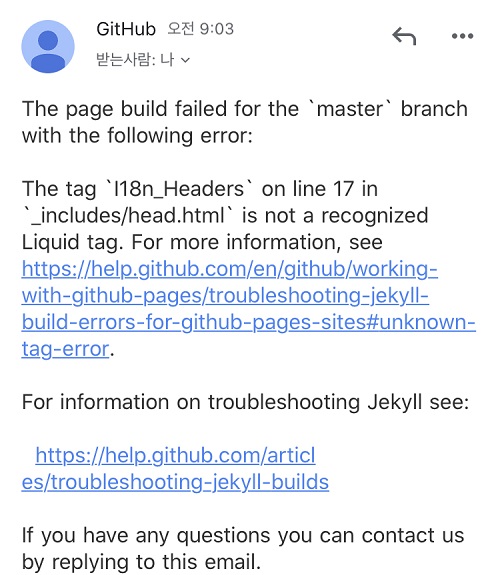 GitHub 오전 9:03
받는사람: 나
The page build failed for the `master` branch
with the following error:
The tag `I18n_Headers` on line 17 in
`_includes/head.html` is not a recognized
Liquid tag. For more information, see
https://help.github.com/en/github/working-
with-github-pages/troubleshooting-jekyll-
build-errors-for-github-pages-sites#unknown-
tag-error.
For information on troubleshooting Jekyll see:
https://help.github.com/articl
es/troubleshooting-jekyll-builds
If you have any questions you can contact us
by replying to this email.